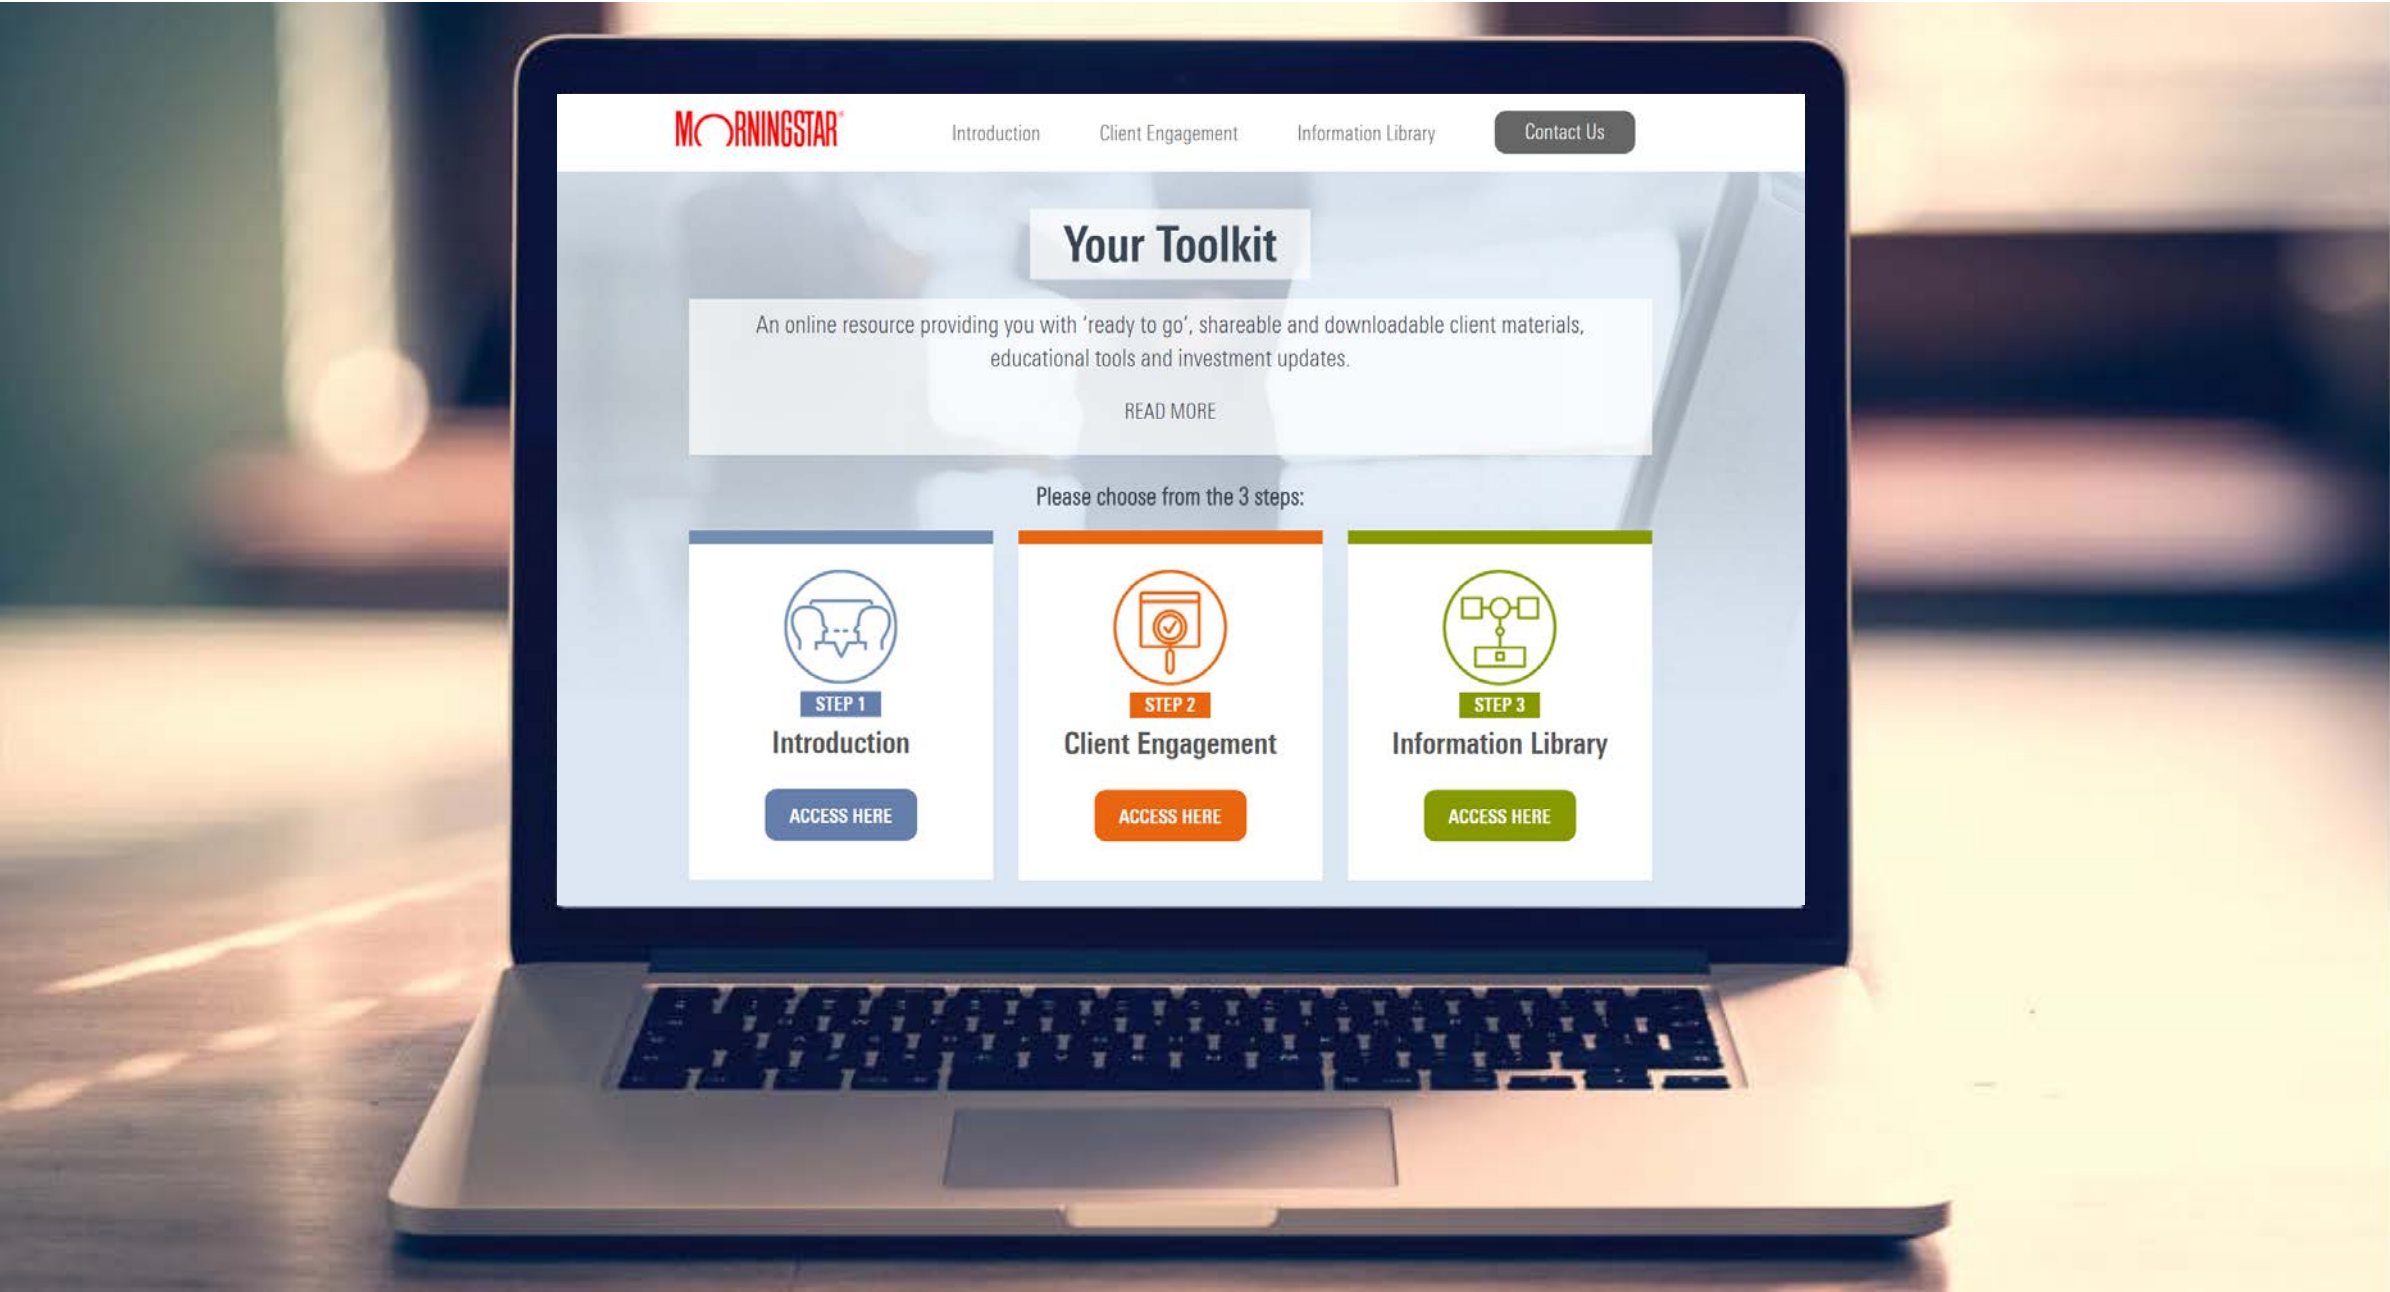 MORNINGSTAR®
Introduction
Client Engagement
Information Library
Contact Us
Your Toolkit
An online resource providing you with ‘ready to go’, shareable and downloadable client materials,
educational tools and investment updates.
READ MORE
Please choose from the 3 steps:
STEP 1
Introduction
ACCESS HERE
STEP 2
Client Engagement
ACCESS HERE
STEP 3
Information Library
ACCESS HERE